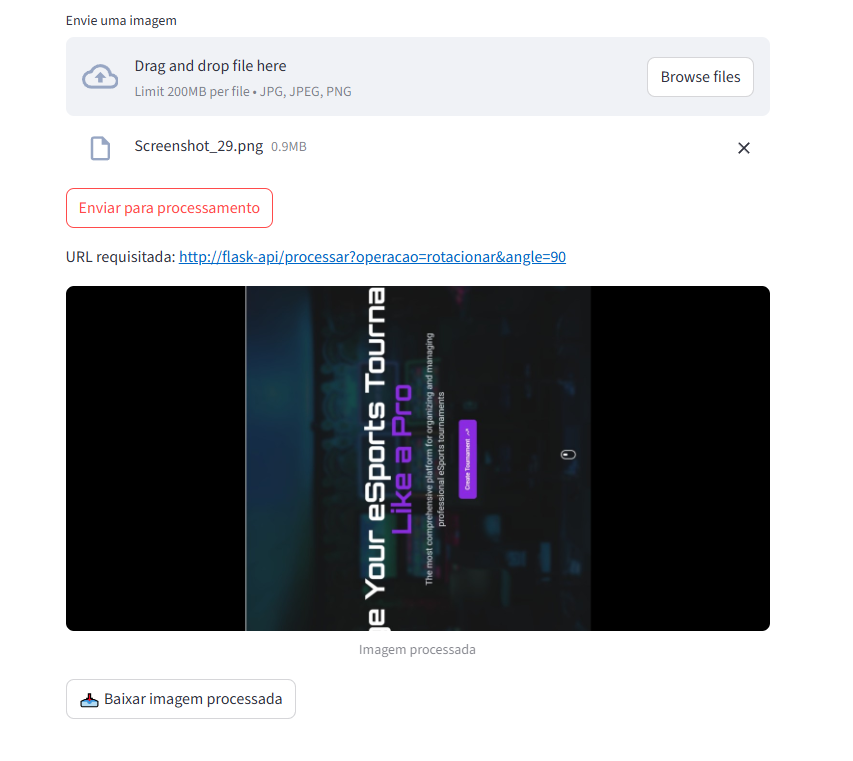 Envie uma imagem
Drag and drop file here
Limit 200MB per file • JPG, JPEG, PNG
Browse files
Screenshot_29.png 0.9MB
Enviar para processamento
URL requisitada: http://flask-api/processar?operacao=rotacionar&angle=90
ge Your eSports Tourna
Like a Pro
The most comprehensive platform for organizing and managing
professional eSports tournaments
Create Tournament
Imagem processada
Baixar imagem processada